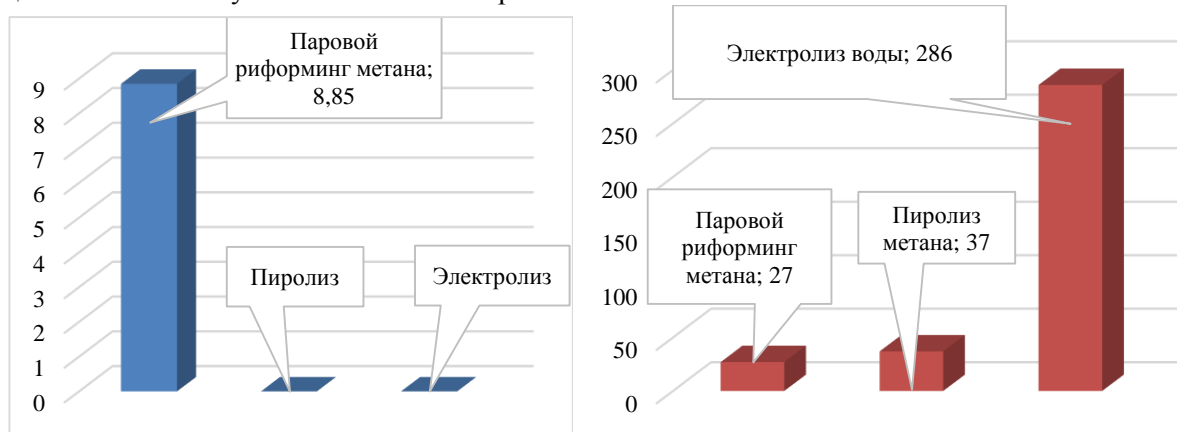 Паровой
риформинг метана;
8,85
9
8
7
6
5
4
3
2
1
0
Пиролиз
Электролиз
Электролиз воды; 286
300
250
200
150
100
50
0
Паровой
риформинг
метана; 27
Пиролиз
метана; 37